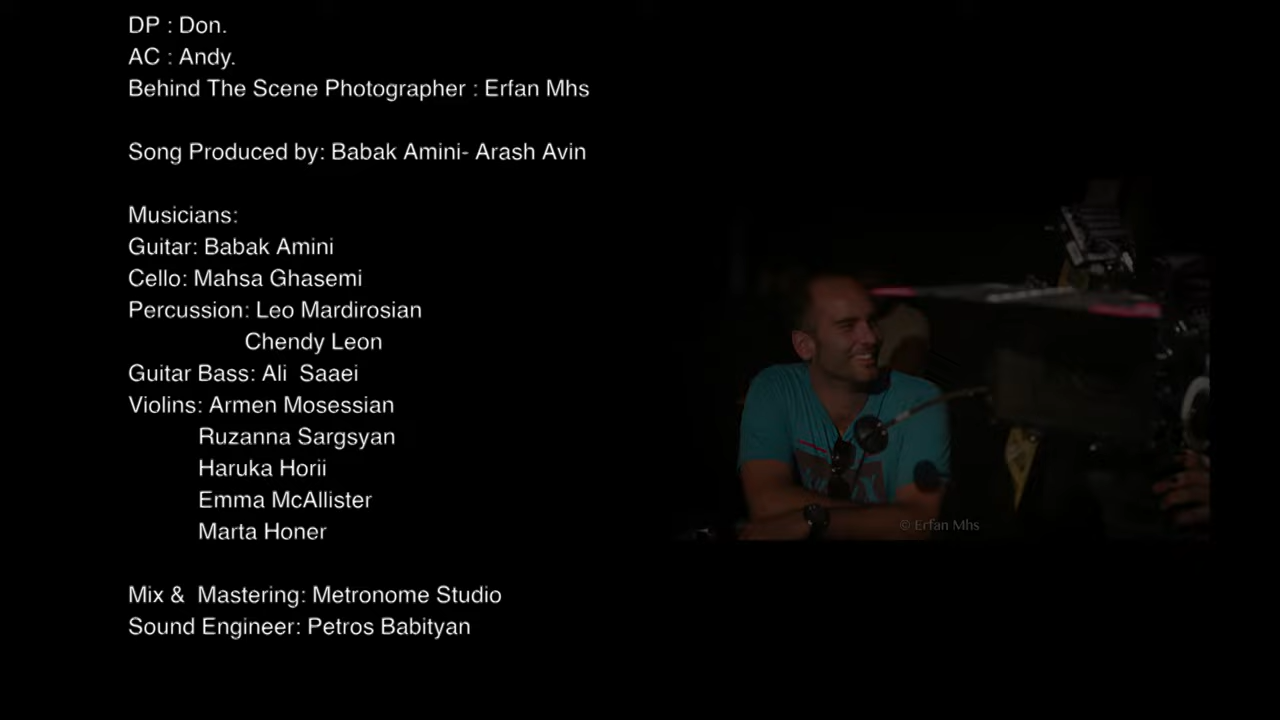 DP : Don.
AC : Andy.
Behind The Scene Photographer : Erfan Mhs
Song Produced by: Babak Amini- Arash Avin
Musicians:
Guitar: Babak Amini
Cello: Mahsa Ghasemi
Percussion: Leo Mardirosian
Chendy Leon
Guitar Bass: Ali  Saaei
Violins: Armen Mosessian
Ruzanna Sargsyan
Haruka Horii
Emma McAllister
Marta Honer
Mix &  Mastering: Metronome Studio
Sound Engineer: Petros Babityan
© Erfan Mhs